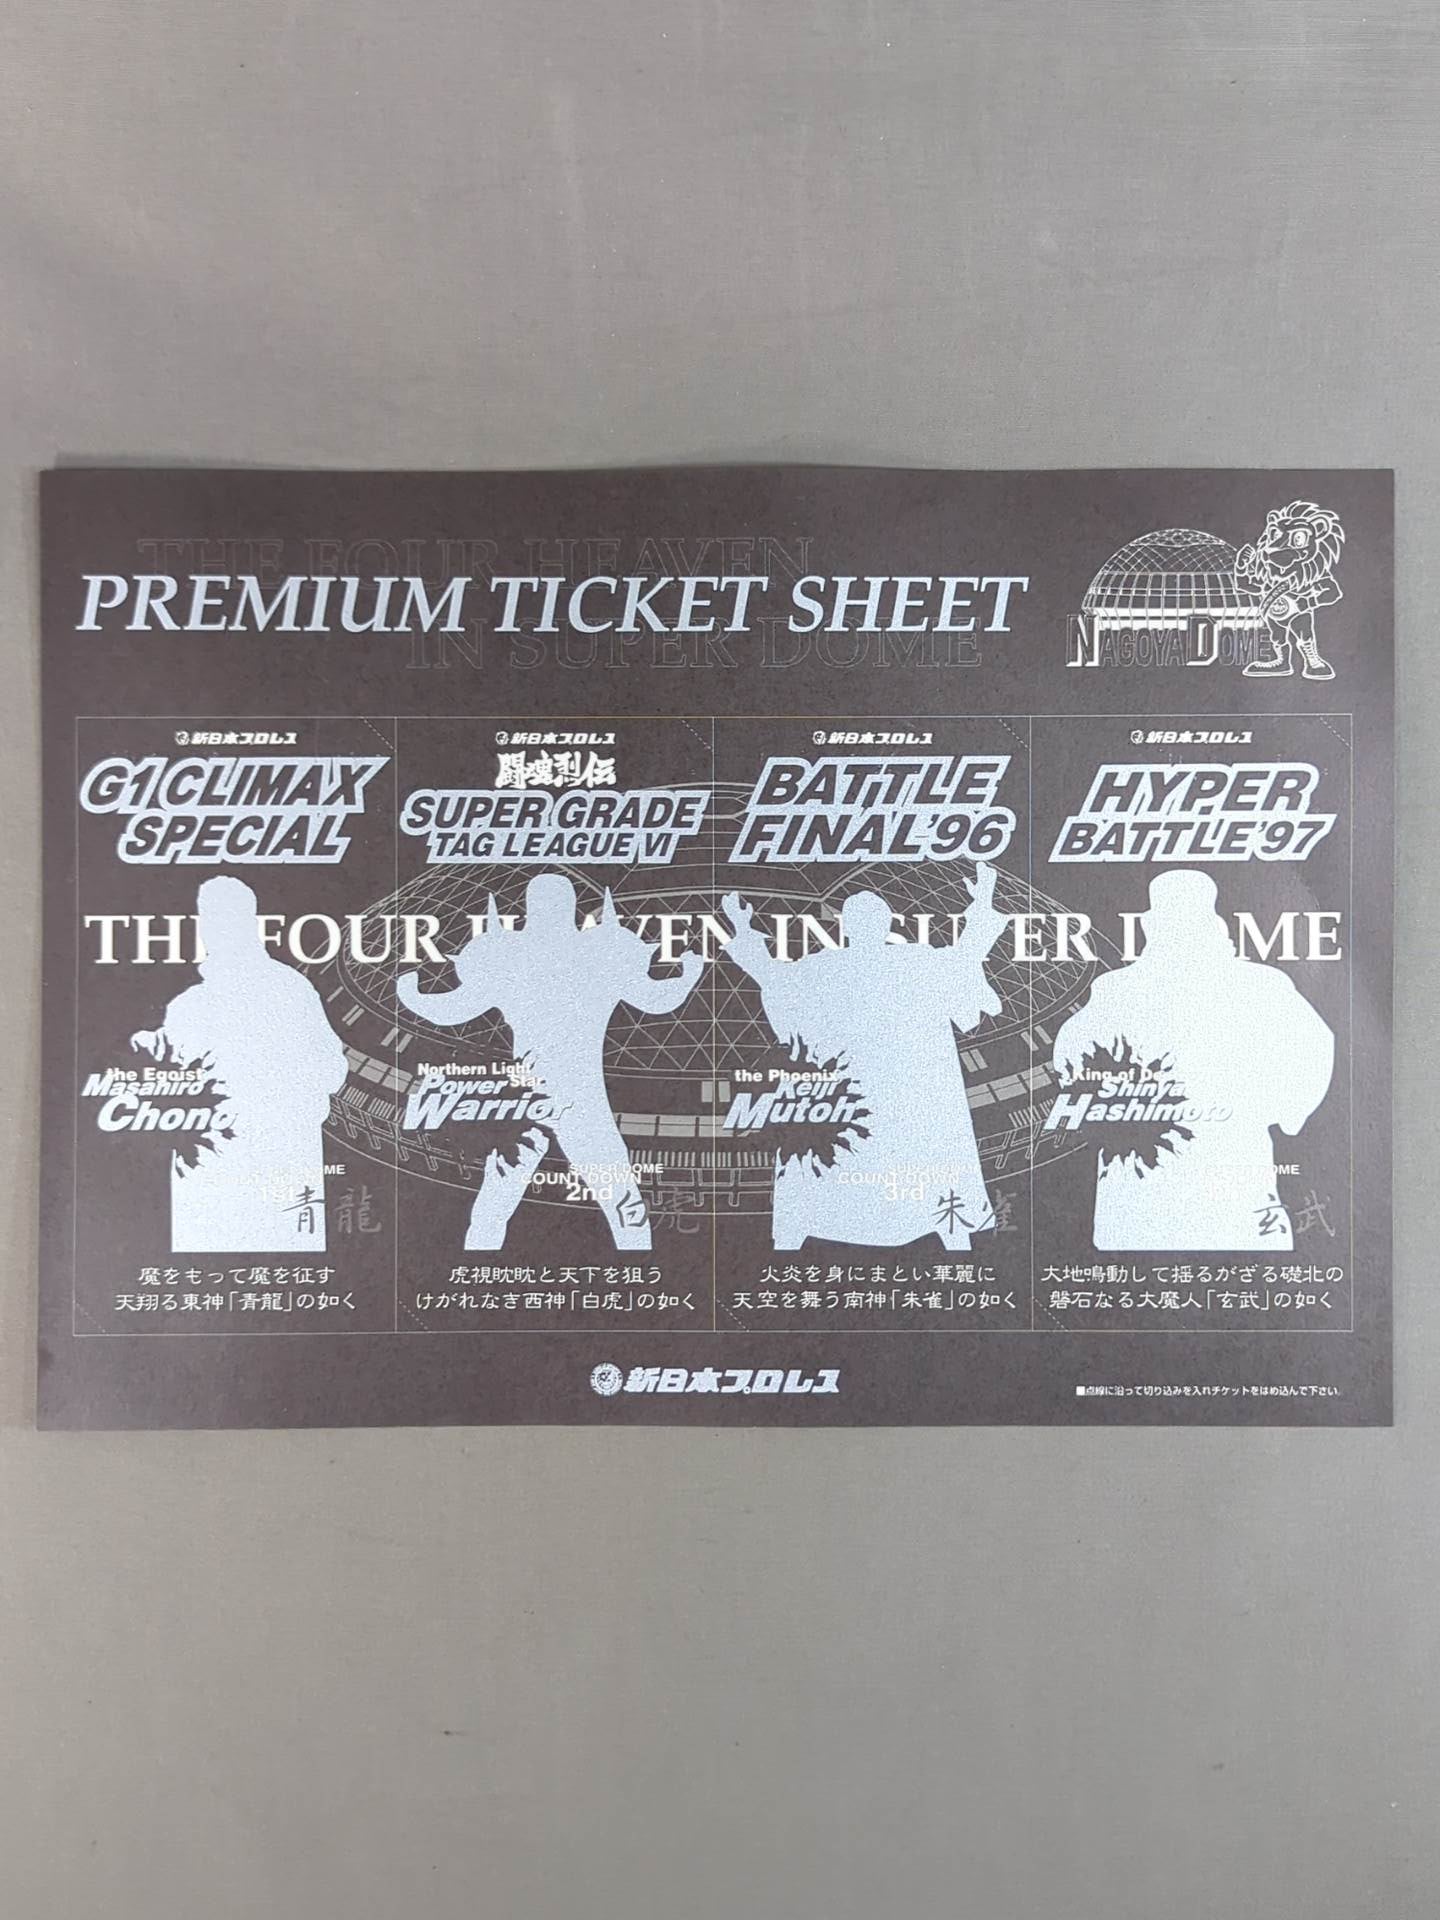 THE FOUR HEAVEN
IN SUPER DOME
PREMIUM TICKET SHEET
NAGOYA DOME
新日本プロレス
G1 CLIMAX
SPECIAL
新日本プロレス
闘魂烈伝
SUPER GRADE
TAG LEAGUE VI
新日本プロレス
BATTLE
FINAL '96
新日本プロレス
HYPER
BATTLE '97
THE FOUR HEAVEN IN SUPER DOME
the Egoist
Masahiro
Chono
1st
青龍
魔をもって魔を征す
天翔る東神「青龍」の如く
Northern Light
Star
Power
Warrior
SUPER DOME
COUNT DOWN
2nd
白虎
虎視眈眈と天下を狙う
けがれなき西神「白虎」の如く
the Phoenix
Keiji
Mutoh
SUPER DOME
COUNT DOWN
3rd
朱雀
火炎を身にまとい華麗に
天空を舞う南神「朱雀」の如く
King of De
Shinya
Hashimoto
DOME
玄武
大地鳴動して揺るがざる礎北の
磐石なる大魔人「玄武」の如く
新日本プロレス
■点線に沿って切り込みを入れチケットをはめ込んで下さい。